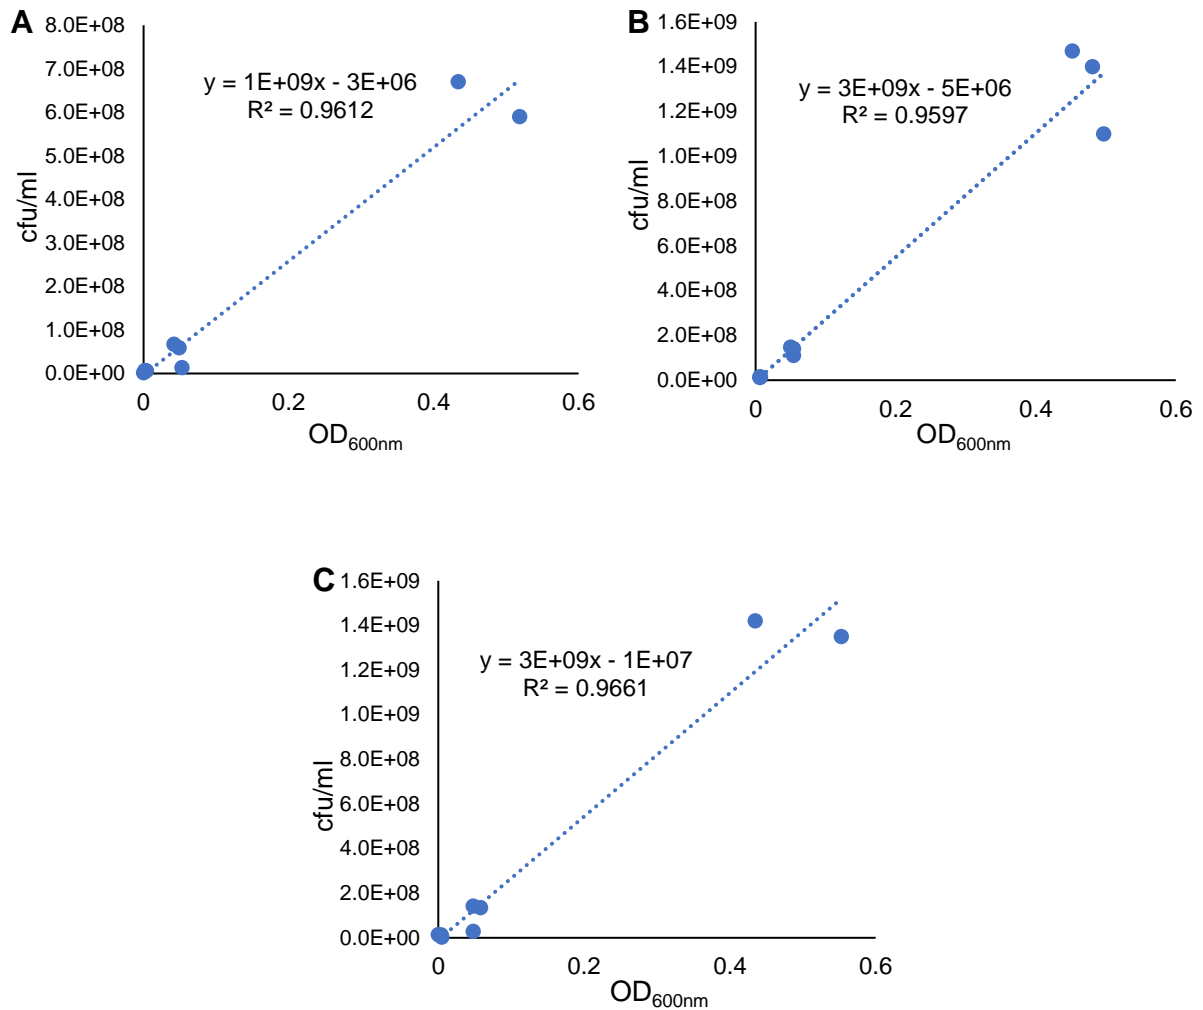 A
8.0E+08
7.0E+08
6.0E+08
5.0E+08
4.0E+08
3.0E+08
2.0E+08
1.0E+08
0.0E+00
cfu/ml
y = 1E+09x - 3E+06
R² = 0.9612
0 0.2 0.4 0.6
OD600nm
B
1.6E+09
1.4E+09
1.2E+09
1.0E+09
8.0E+08
6.0E+08
4.0E+08
2.0E+08
0.0E+00
cfu/ml
y = 3E+09x - 5E+06
R² = 0.9597
0 0.2 0.4 0.6
OD600nm
C
1.6E+09
1.4E+09
1.2E+09
1.0E+09
8.0E+08
6.0E+08
4.0E+08
2.0E+08
0.0E+00
cfu/ml
y = 3E+09x - 1E+07
R² = 0.9661
0 0.2 0.4 0.6
OD600nm